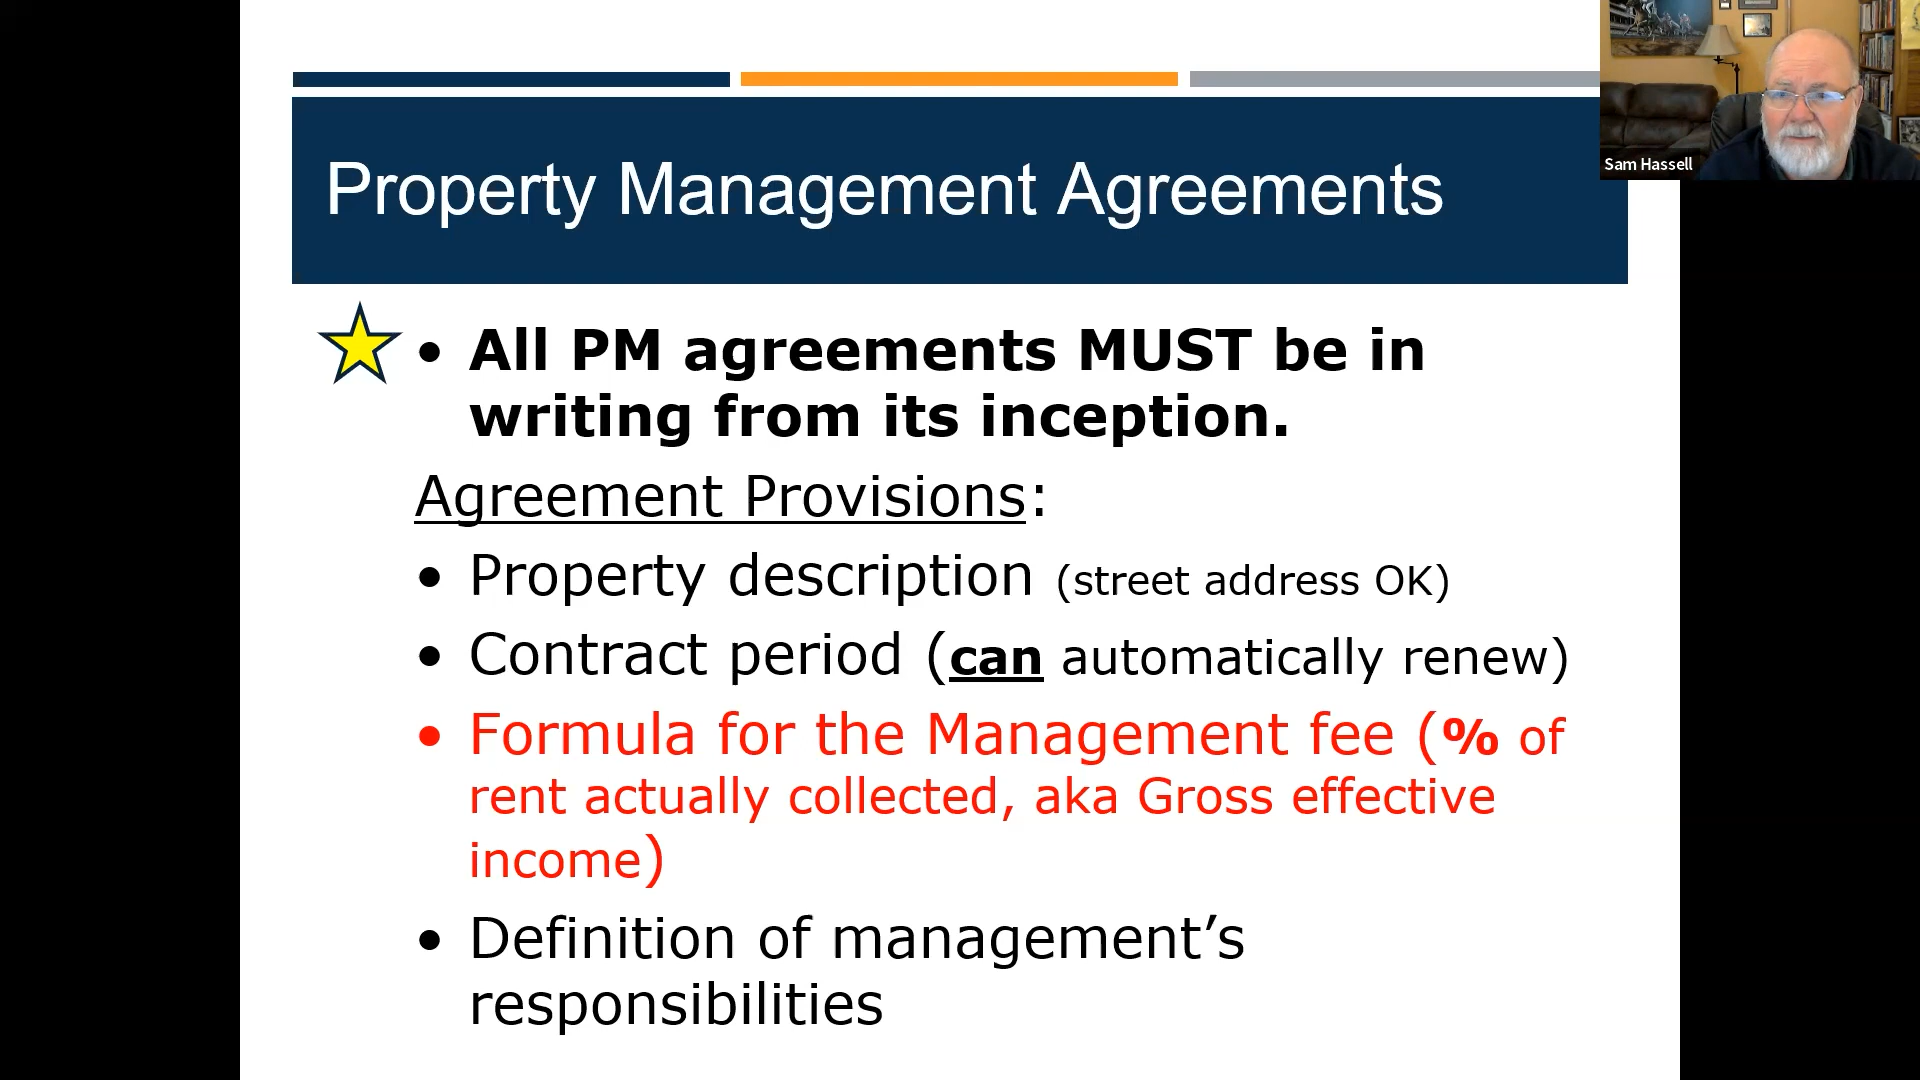 Property Management Agreements
Sam Hassell
• All PM agreements MUST be in
writing from its inception.
Agreement Provisions:
• Property description (street address OK)
• Contract period (can automatically renew)
• Formula for the Management fee (% of
rent actually collected, aka Gross effective
income)
• Definition of management’s
responsibilities